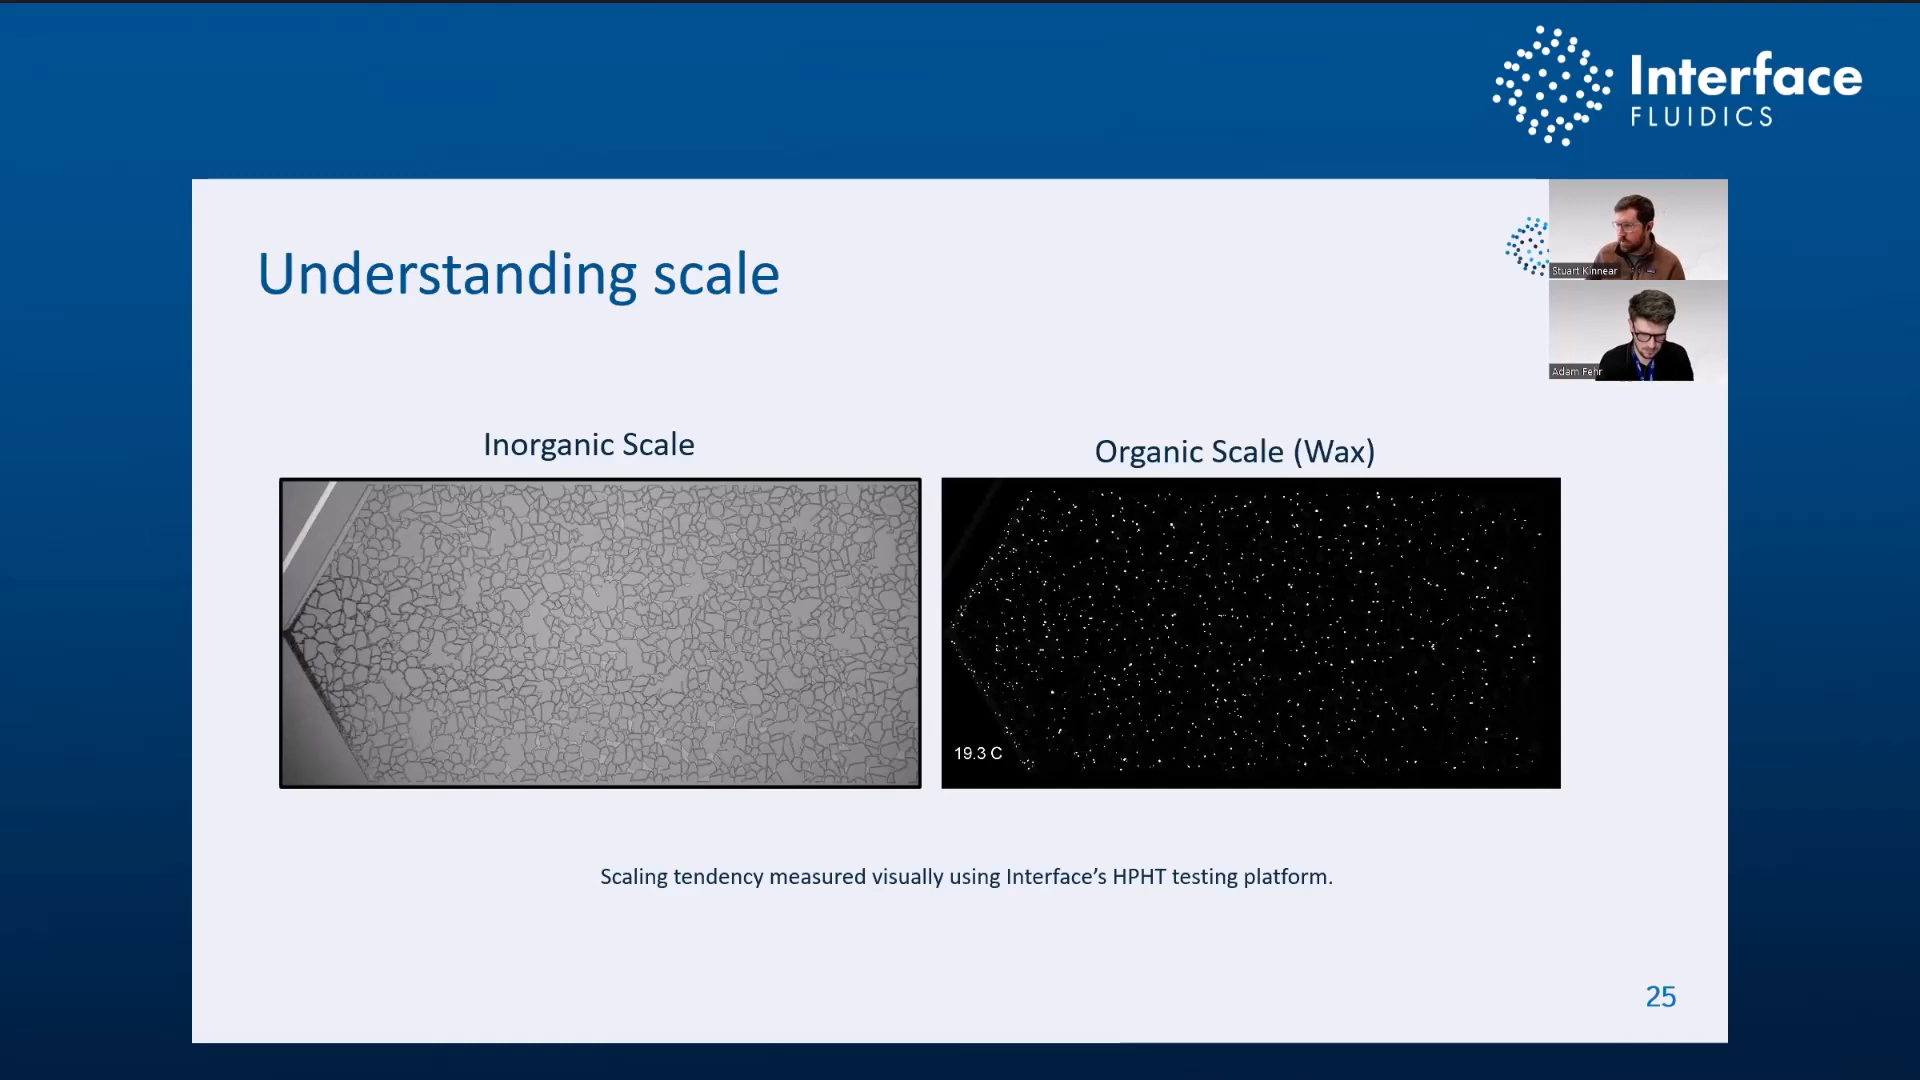 Interface
FLUIDICS
Understanding scale
Stuart Kinnear
Adam Fehr
Inorganic Scale
Organic Scale (Wax)
19.3 C
Scaling tendency measured visually using Interface’s HPHT testing platform.
25